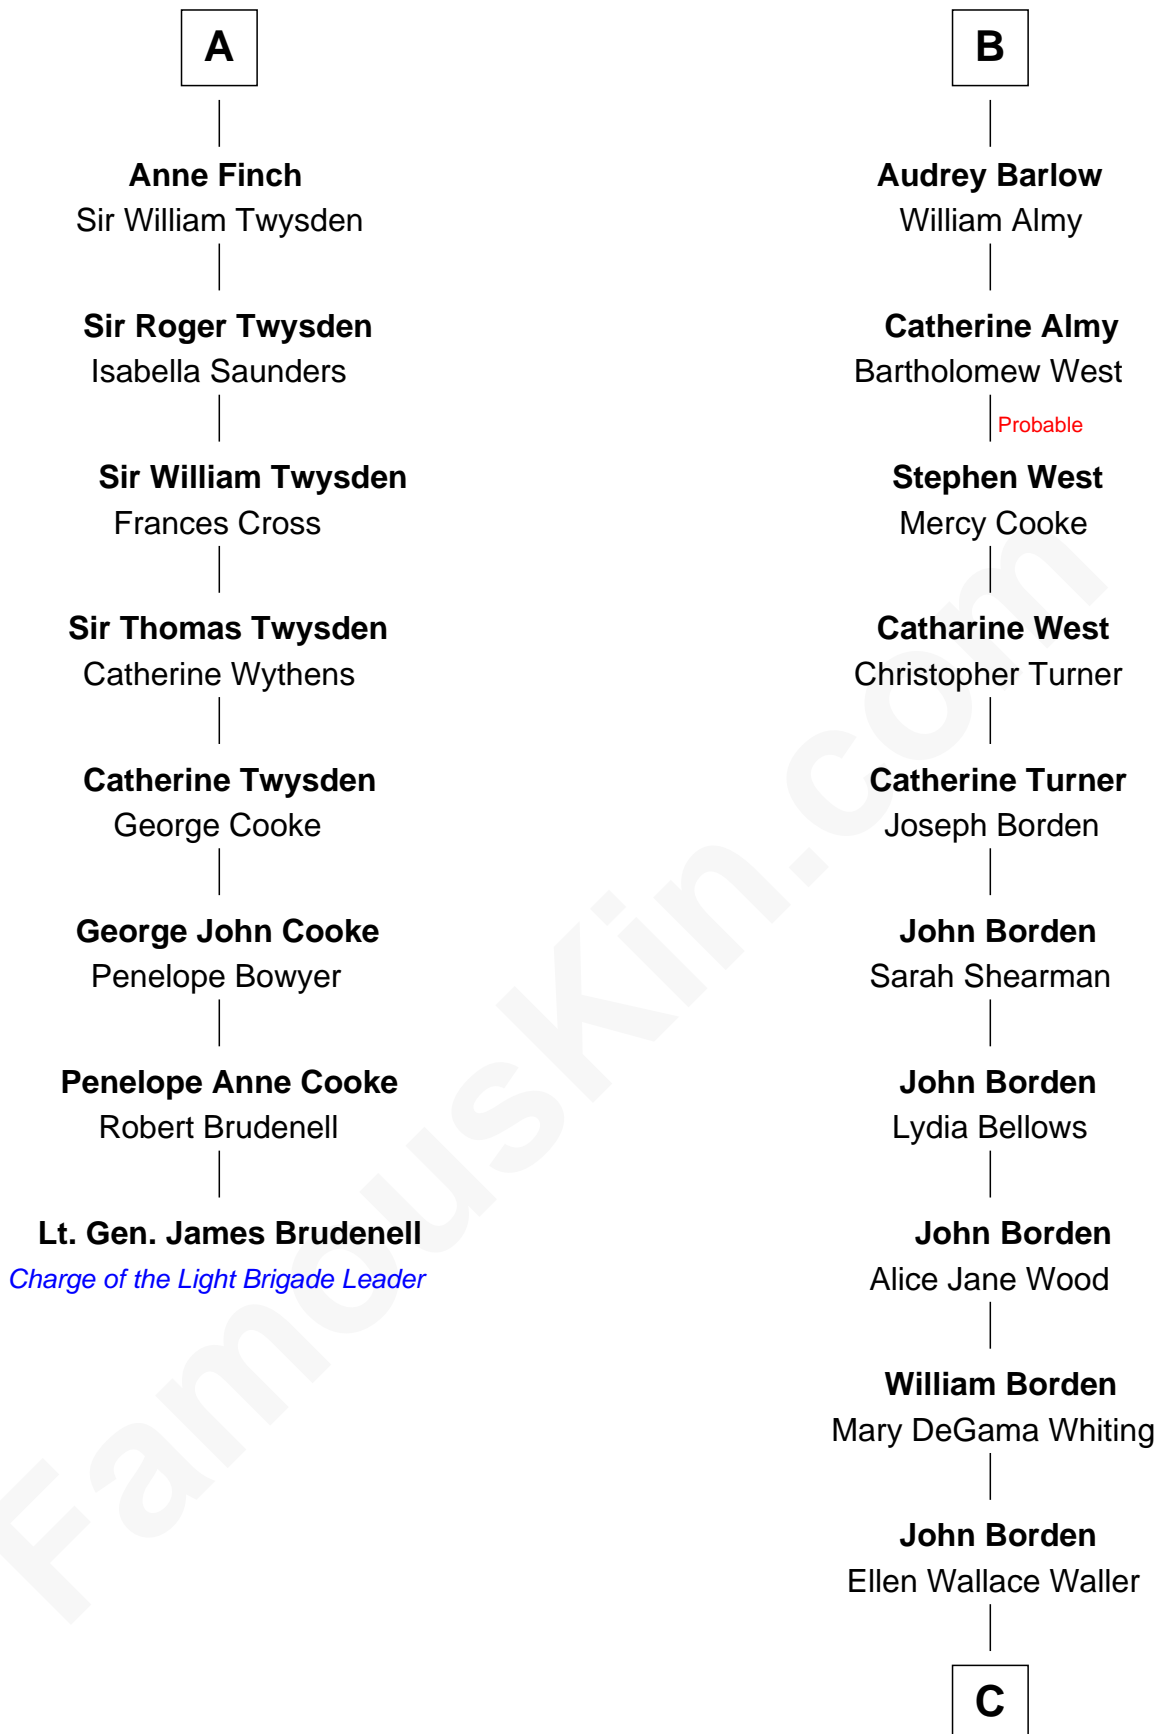 A
Anne Finch
Sir William Twysden
Sir Roger Twysden
Isabella Saunders
Sir William Twysden
Frances Cross
Sir Thomas Twysden
Catherine Wythens
Catherine Twysden
George Cooke
George John Cooke
Penelope Bowyer
Penelope Anne Cooke
Robert Brudenell
Lt. Gen. James Brudenell
Charge of the Light Brigade Leader
B
Audrey Barlow
William Almy
Catherine Almy
Bartholomew West
Probable
Stephen West
Mercy Cooke
Catharine West
Christopher Turner
Catherine Turner
Joseph Borden
John Borden
Sarah Shearman
John Borden
Lydia Bellows
John Borden
Alice Jane Wood
William Borden
Mary DeGama Whiting
John Borden
Ellen Wallace Waller
C
FamousKin.com